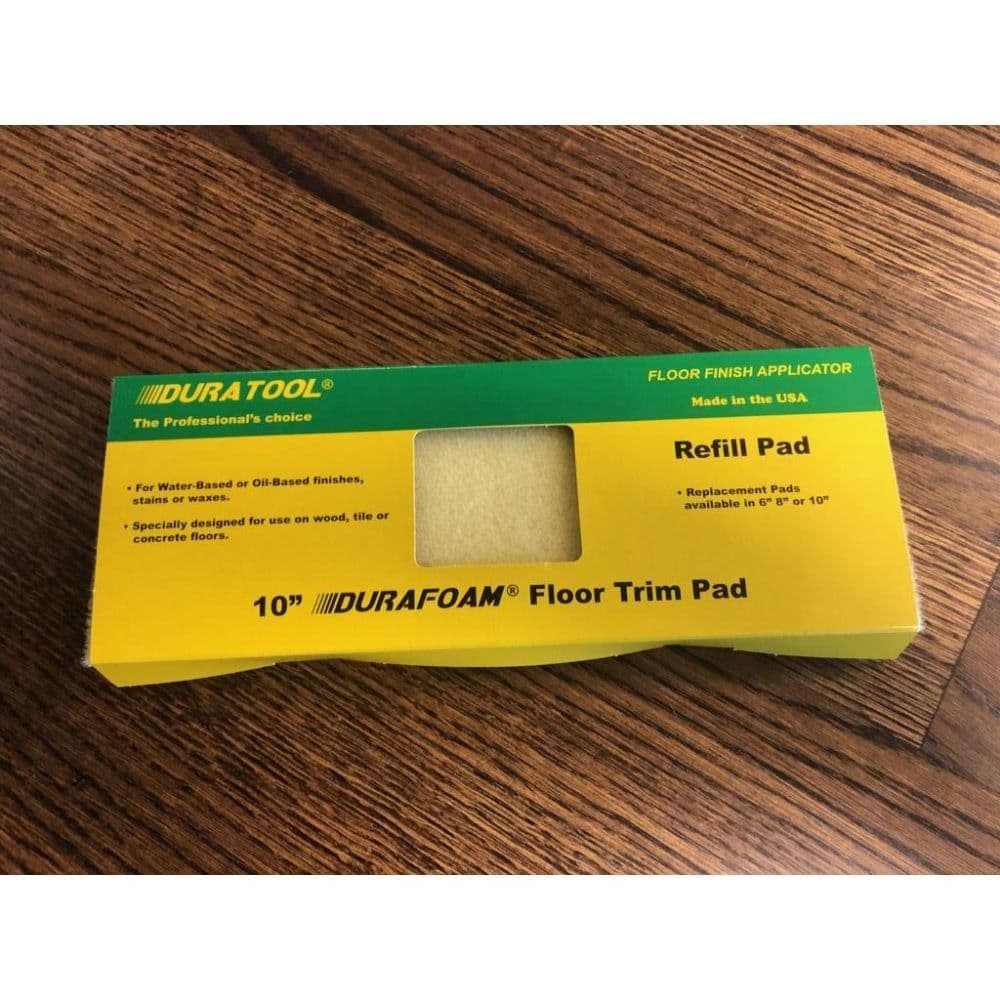 DURATOOL®
The Professional's choice
FLOOR FINISH APPLICATOR
Made in the USA
• For Water-Based or Oil-Based finishes,
stains or waxes.
• Specially designed for use on wood, tile or
concrete floors.
Refill Pad
• Replacement Pads
available in 6" 8" or 10"
10” DURAFOAM® Floor Trim Pad